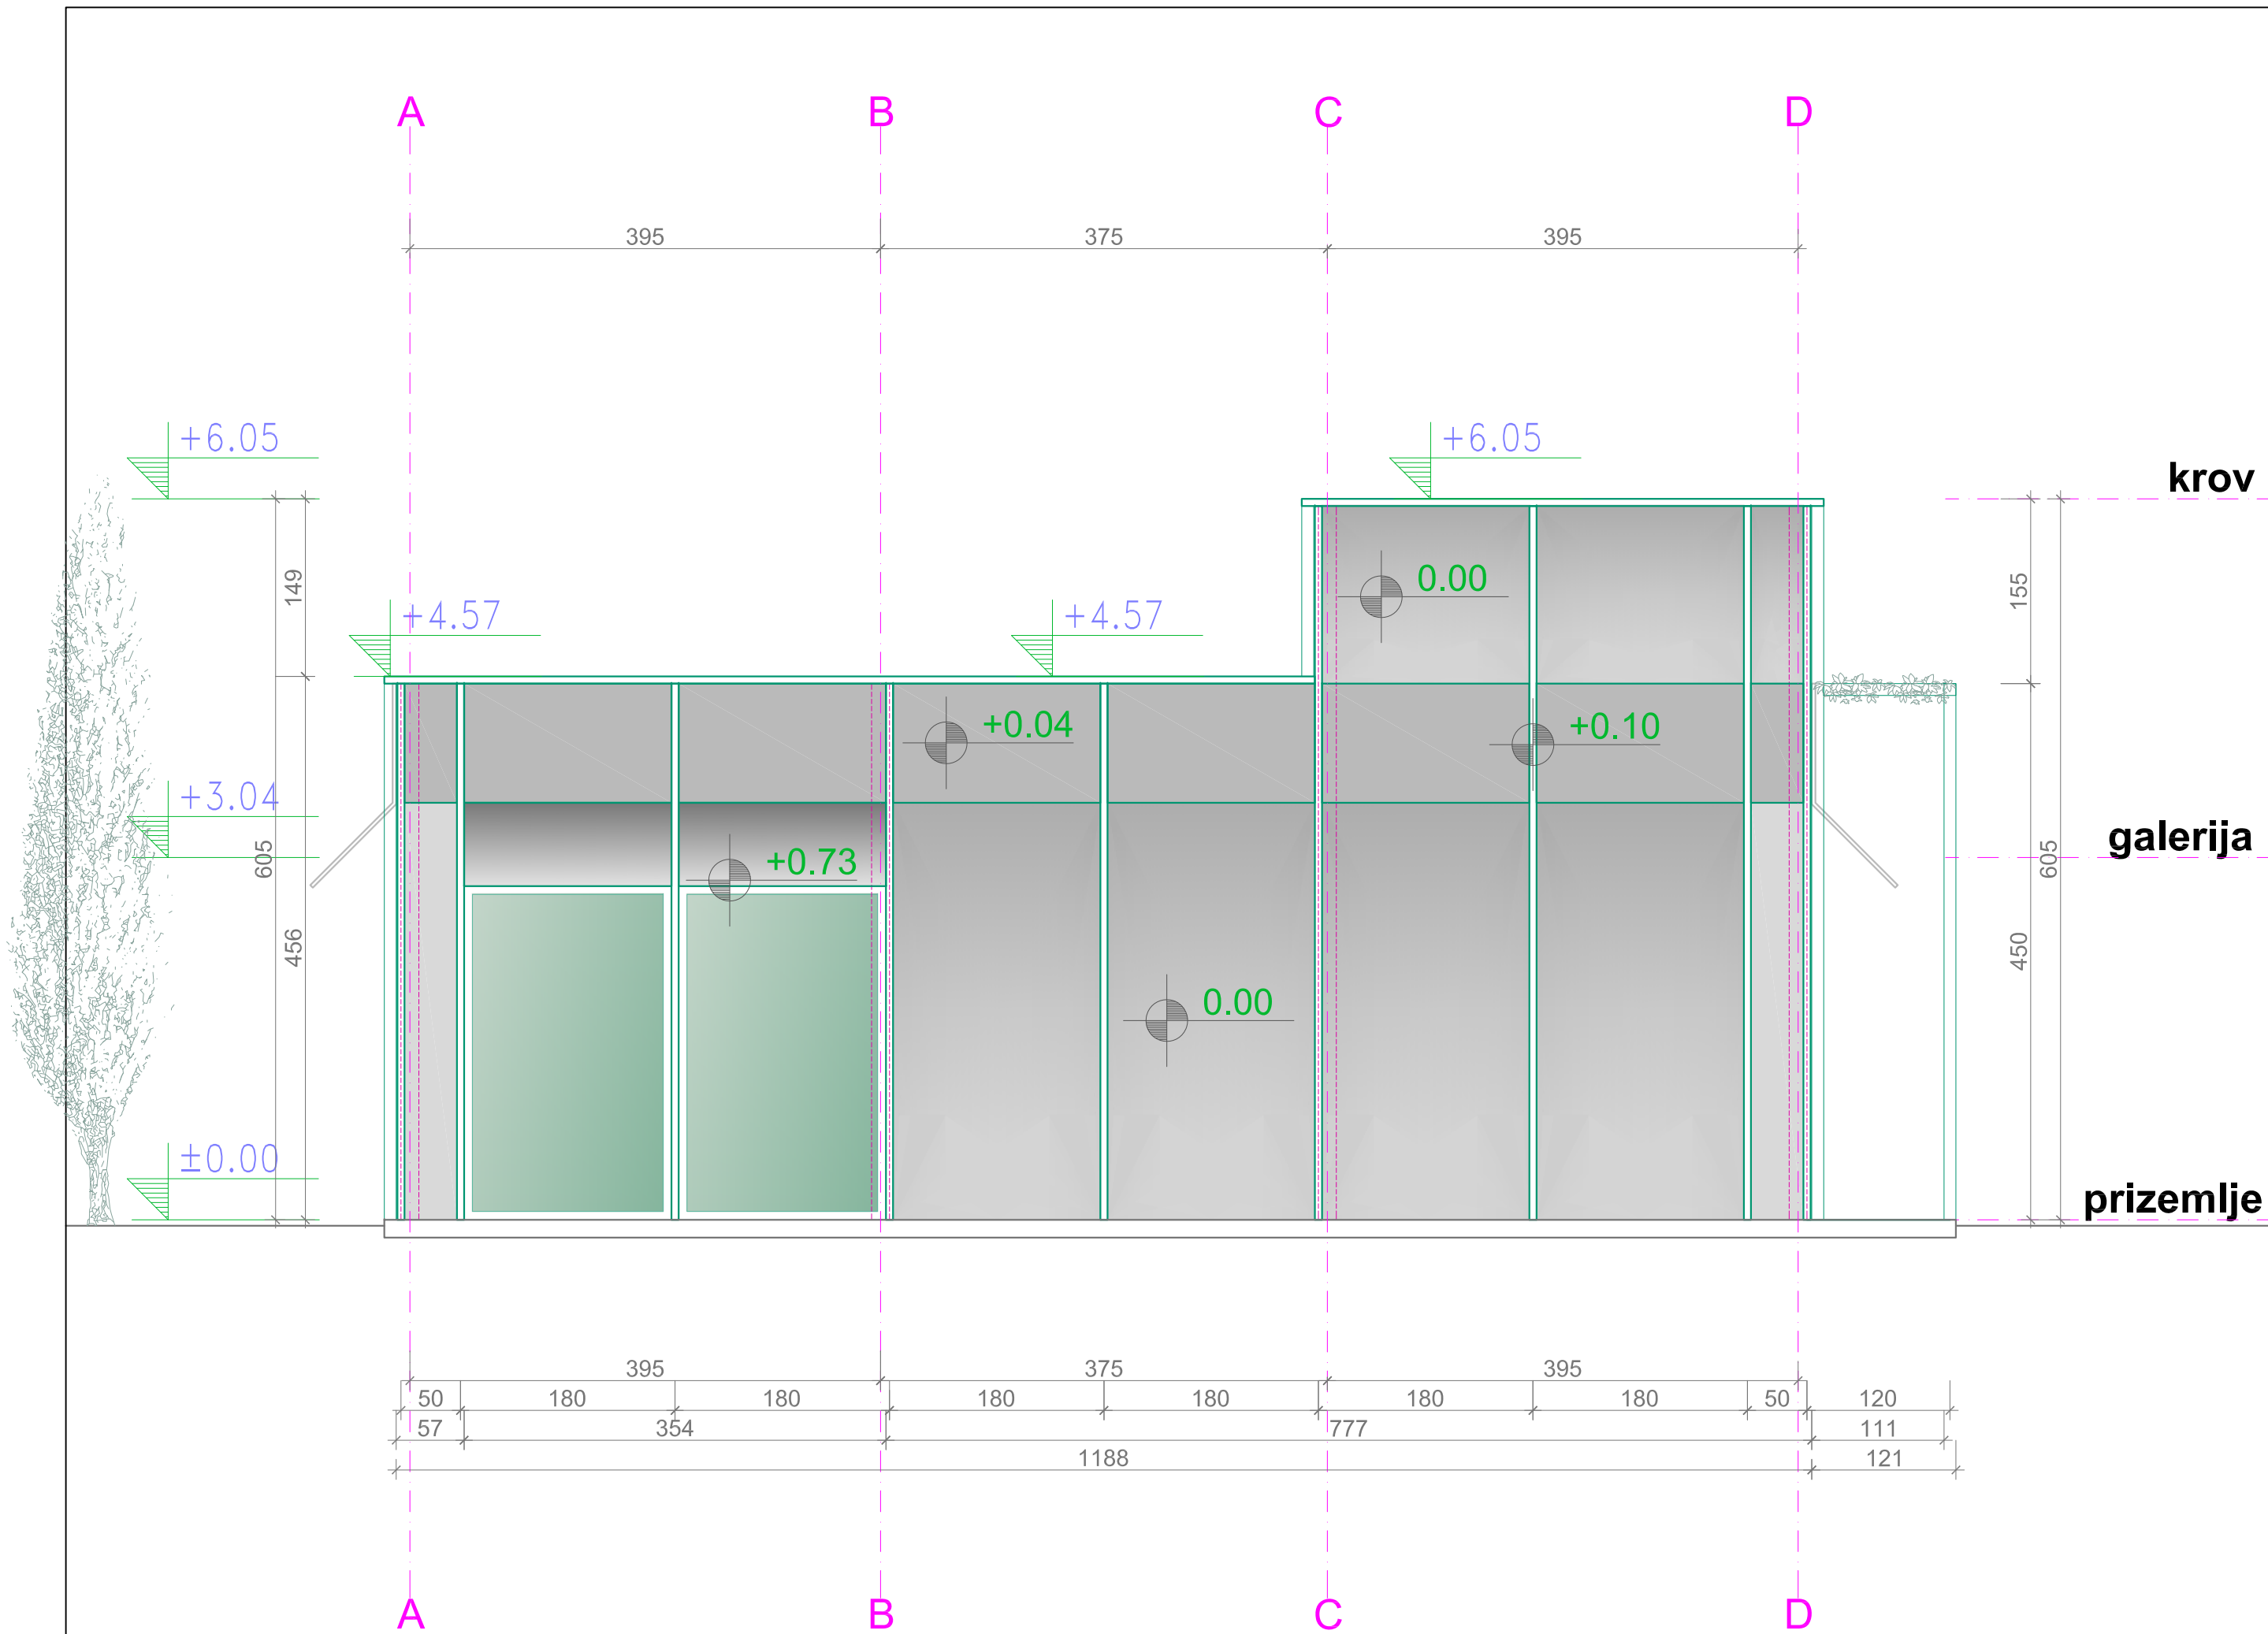 A B C D
395 375 395
+6.05 +6.05
krov
149 155
+4.57 +4.57
0.00
+0.04 +0.10
+3.04
galerija
605 +0.73 605
456 450
0.00
±0.00
prizemlje
395 375 395
50 180 180 180 180 180 180 50 120
57 354 777 111
1188 121
A B C D